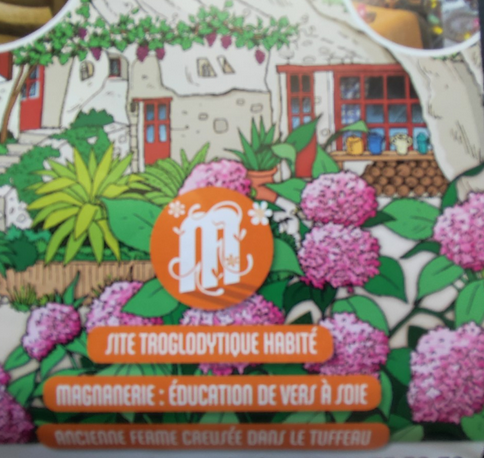 M
SITE TROGLODYTIQUE HABITÉ
MAGNANERIE : ÉDUCATION DE VERS À SOIE
ANCIENNE FERME CREUSÉE DANS LE TUFFEAU